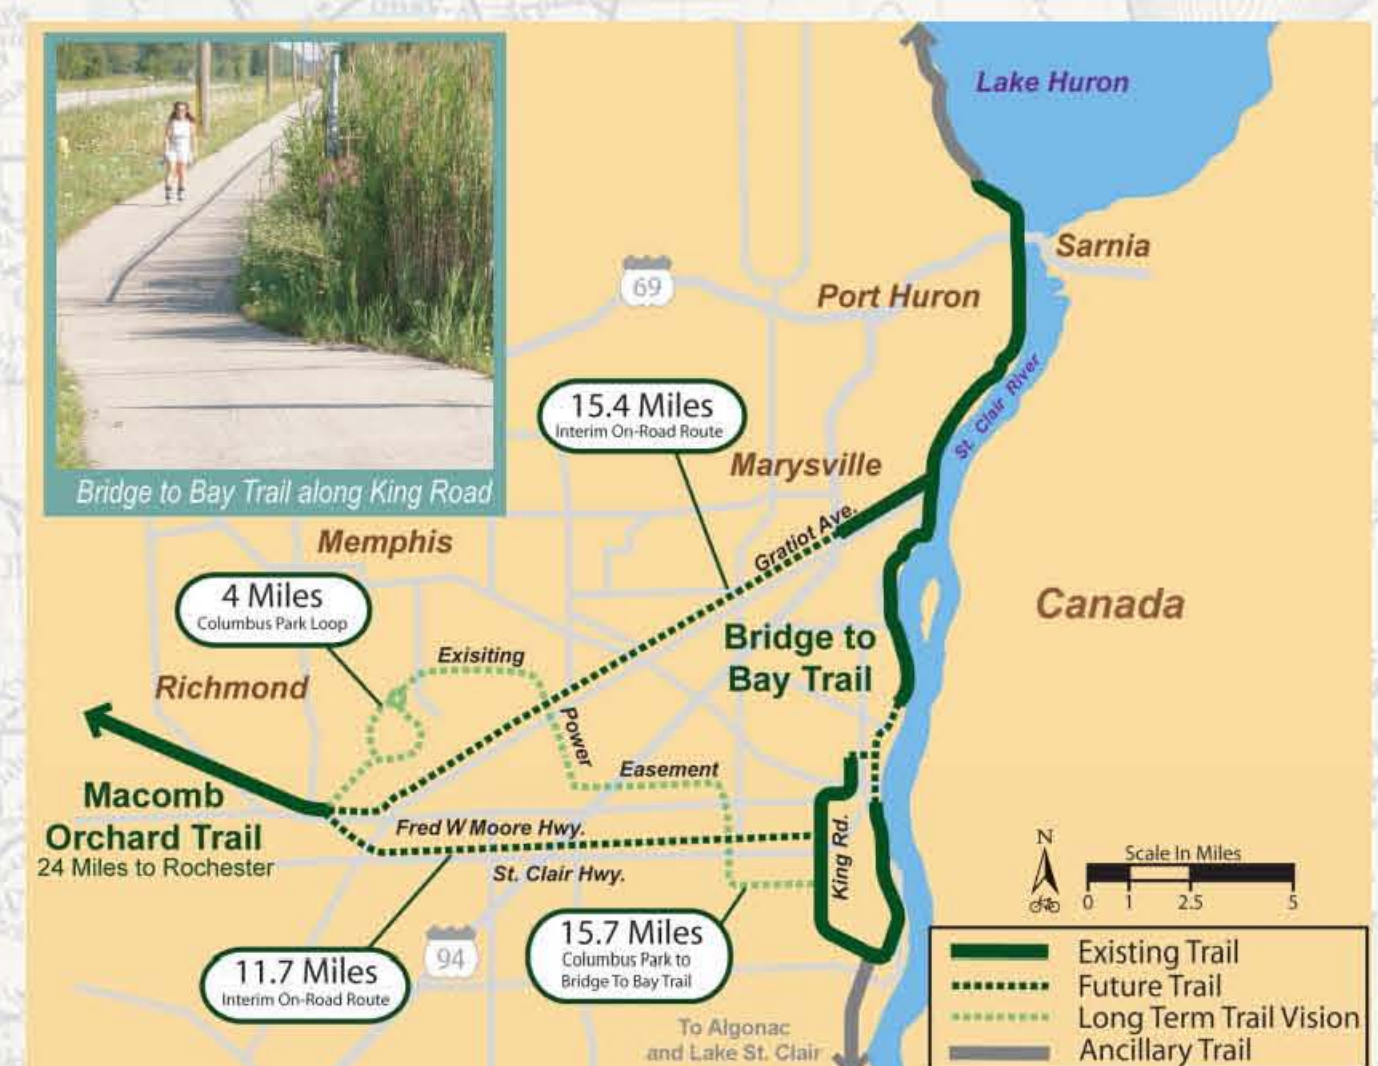 Lake Huron
Sarnia
69
Port Huron
St. Clair River
15.4 Miles
Interim On-Road Route
Marysville
Bridge to Bay Trail along King Road
Gratiot Ave.
Memphis
4 Miles
Columbus Park Loop
Canada
Bridge to
Bay Trail
Exisiting
Richmond
Power
Easement
Macomb
Orchard Trail
24 Miles to Rochester
Fred W Moore Hwy.
King Rd.
St. Clair Hwy.
N
Scale In Miles
0 1 2.5 5
15.7 Miles
Columbus Park to
Bridge To Bay Trail
94
11.7 Miles
Interim On-Road Route
Existing Trail
Future Trail
Long Term Trail Vision
Ancillary Trail
To Algonac
and Lake St. Clair